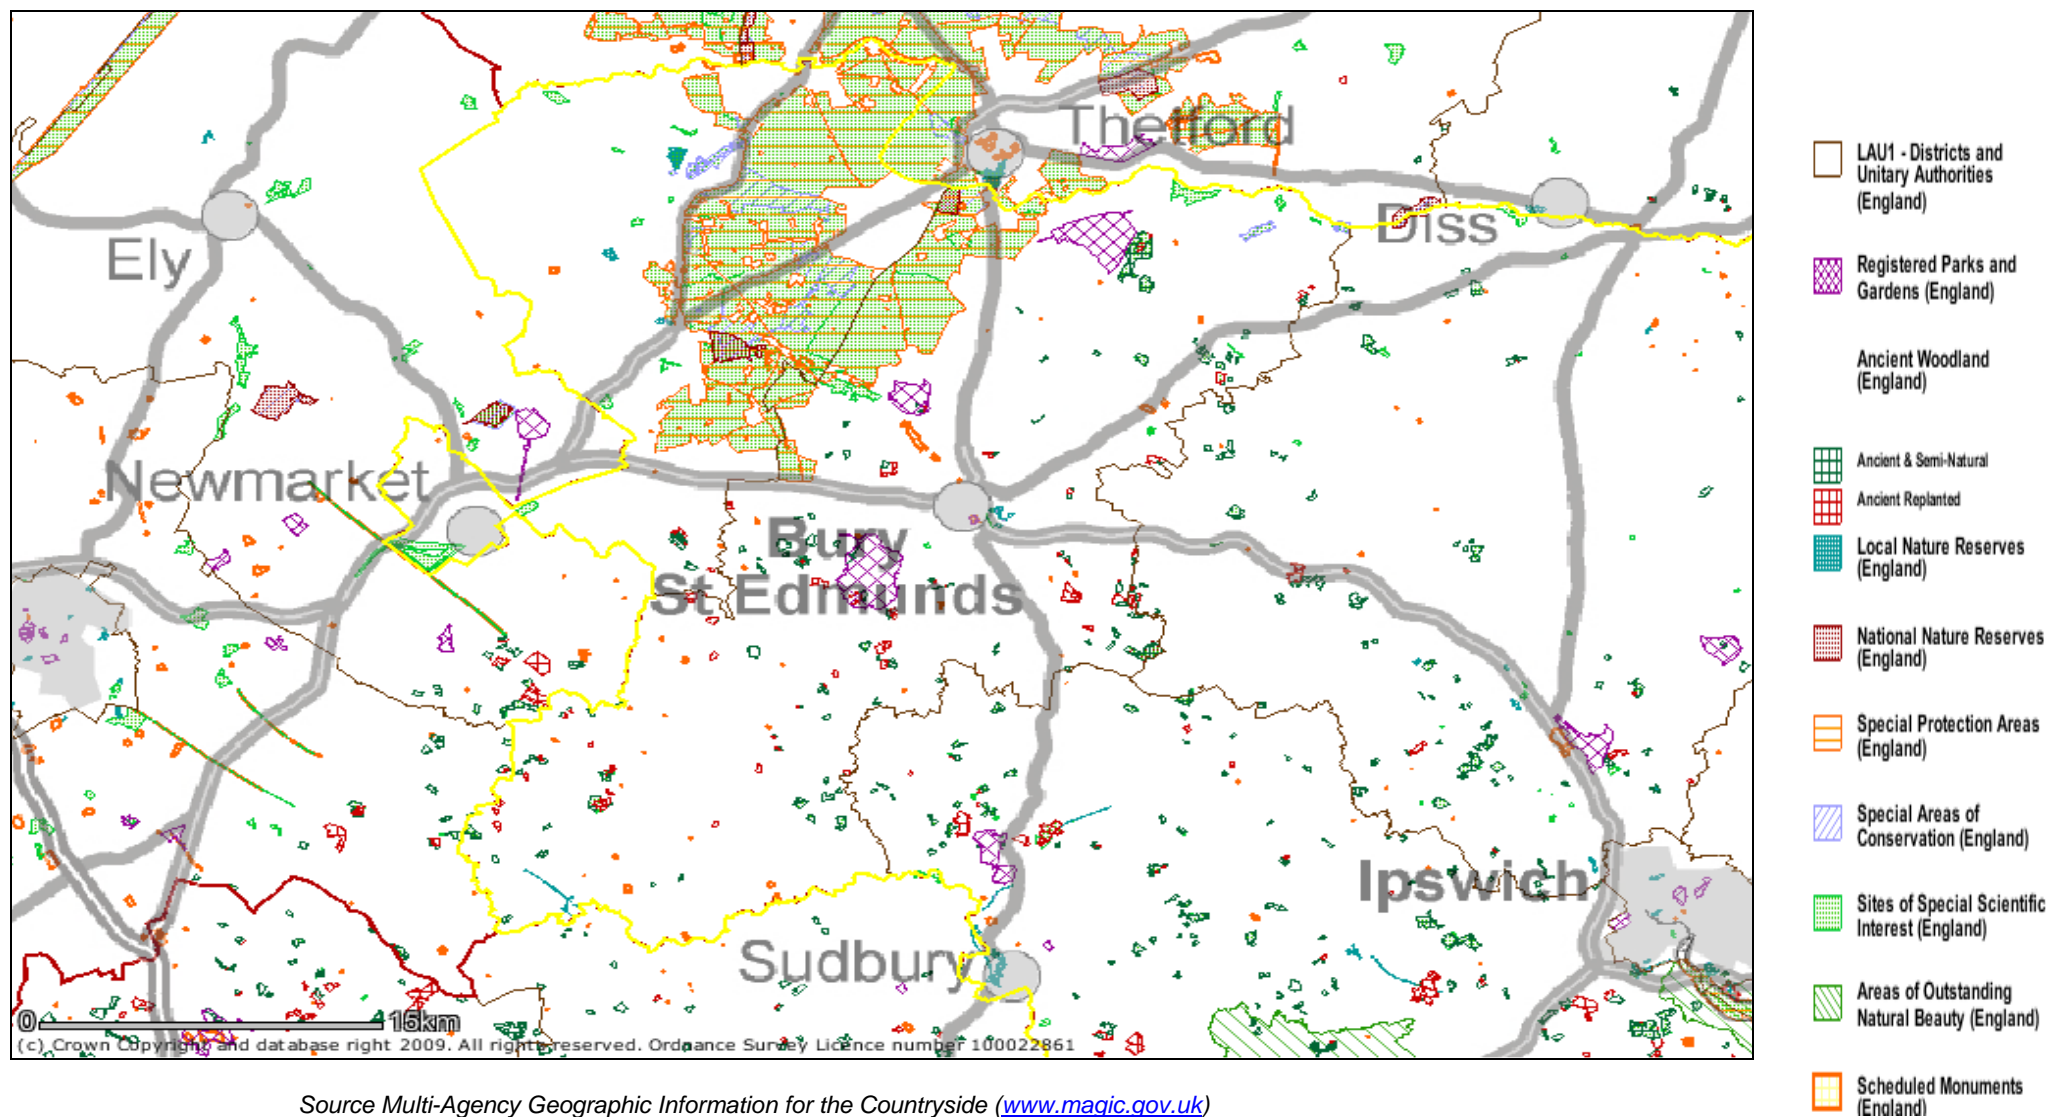 Thetford
Diss
Ely
Newmarket
Bury
St Edmunds
Ipswich
Sudbury
0 15km
(c) Crown Copyright and database right 2009. All rights reserved. Ordnance Survey Licence number 100022861
LAU1 - Districts and
Unitary Authorities
(England)
Registered Parks and
Gardens (England)
Ancient Woodland
(England)
Ancient & Semi-Natural
Ancient Replanted
Local Nature Reserves
(England)
National Nature Reserves
(England)
Special Protection Areas
(England)
Special Areas of
Conservation (England)
Sites of Special Scientific
Interest (England)
Areas of Outstanding
Natural Beauty (England)
Scheduled Monuments
(England)
Source Multi-Agency Geographic Information for the Countryside (www.magic.gov.uk)